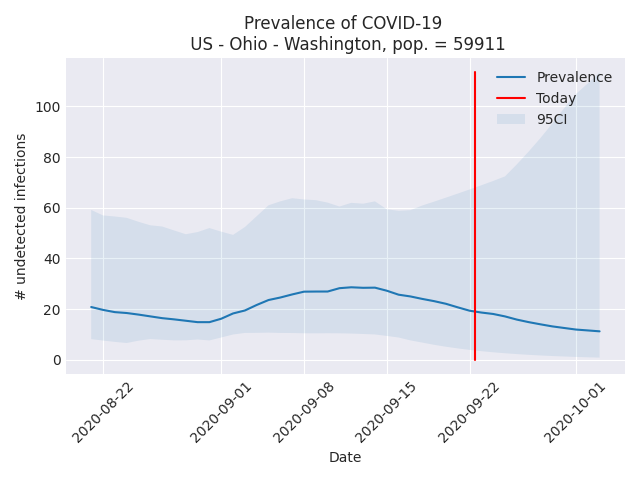 Prevalence of COVID-19
US - Ohio - Washington, pop. = 59911
Prevalence
Today
95CI
100
80
60
40
20
0
# undetected infections
2020-08-22
2020-09-01
2020-09-08
2020-09-15
2020-09-22
2020-10-01
Date